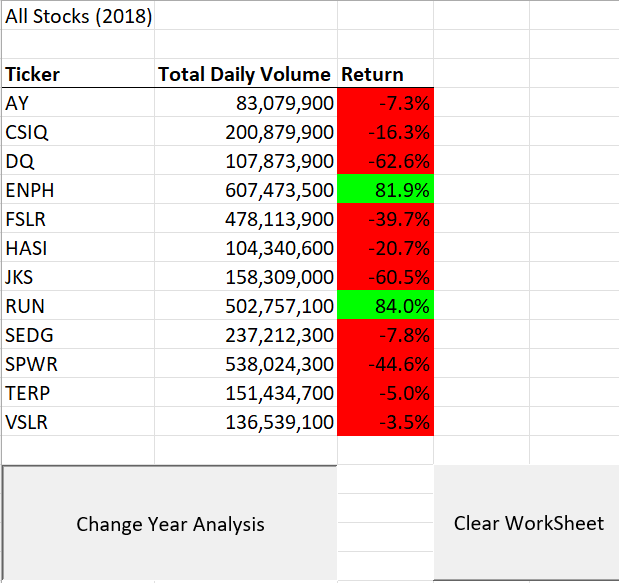 All Stocks (2018)
Ticker Total Daily Volume Return
AY 83,079,900 -7.3%
CSIQ 200,879,900 -16.3%
DQ 107,873,900 -62.6%
ENPH 607,473,500 81.9%
FSLR 478,113,900 -39.7%
HASI 104,340,600 -20.7%
JKS 158,309,000 -60.5%
RUN 502,757,100 84.0%
SEDG 237,212,300 -7.8%
SPWR 538,024,300 -44.6%
TERP 151,434,700 -5.0%
VSLR 136,539,100 -3.5%
Change Year Analysis Clear WorkSheet